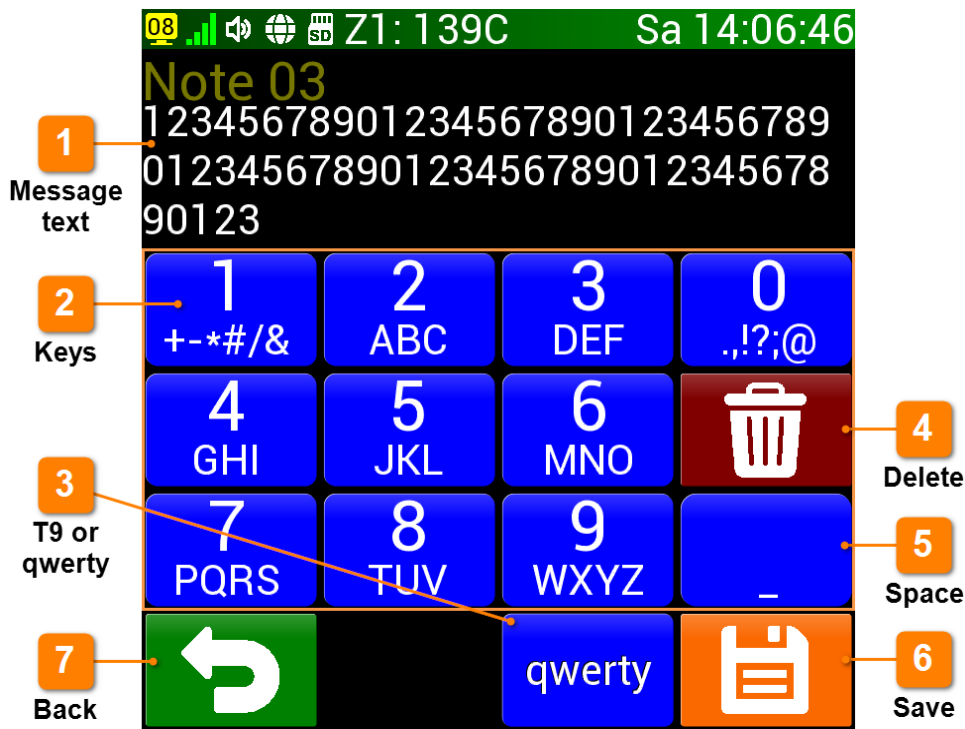 08 SD Z1: 139C Sa 14:06:46
Note 03
12345678901234567890123456789
01234567890123456789012345678
90123
1
Message
text
2
Keys
3
T9 or
qwerty
7
Back
1 2 3 0
+-*#/& ABC DEF .,!?;@
4 5 6
GHI JKL MNO
7 8 9
PQRS TUV WXYZ _
qwerty
4
Delete
5
Space
6
Save